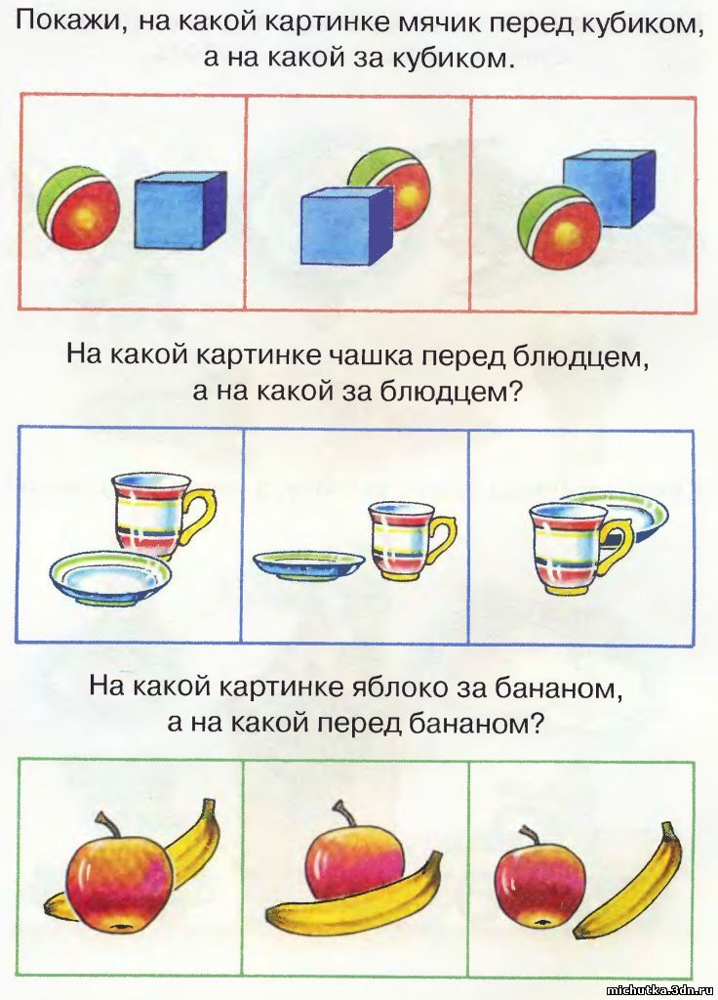 Покажи, на какой картинке мячик перед кубиком,
а на какой за кубиком.
На какой картинке чашка перед блюдцем,
а на какой за блюдцем?
На какой картинке яблоко за бананом,
а на какой перед бананом?
michutka.3dn.ru